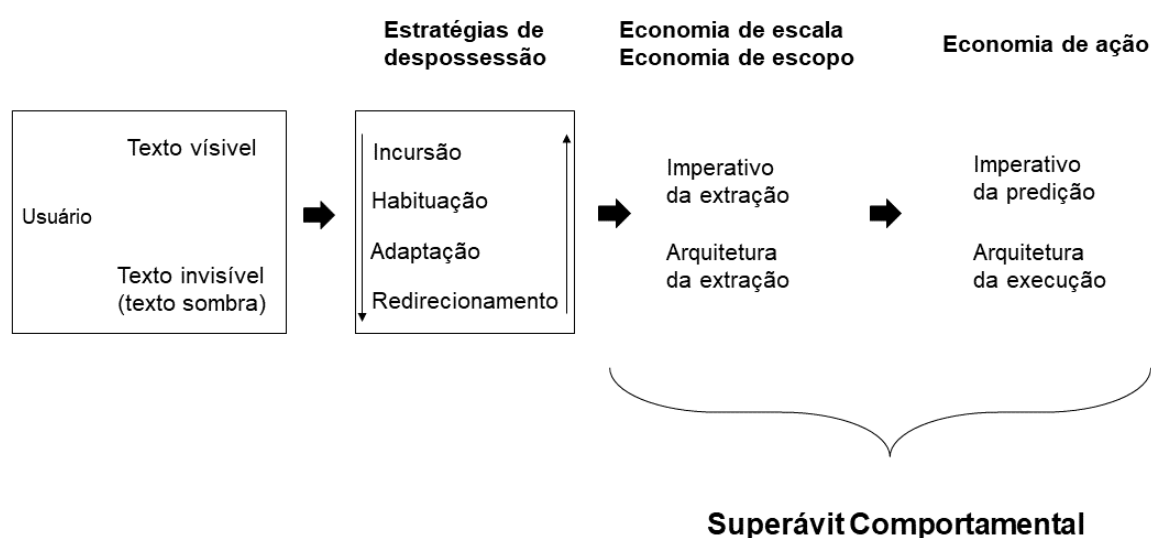 Estratégias de
despossessão
Economia de escala
Economia de escopo
Economia de ação
Usuário
Texto vísivel
Texto invisível
(texto sombra)
Incursão
Habituação
Adaptação
Redirecionamento
Imperativo
da extração
Arquitetura
da extração
Imperativo
da predição
Arquitetura
da execução
Superávit Comportamental